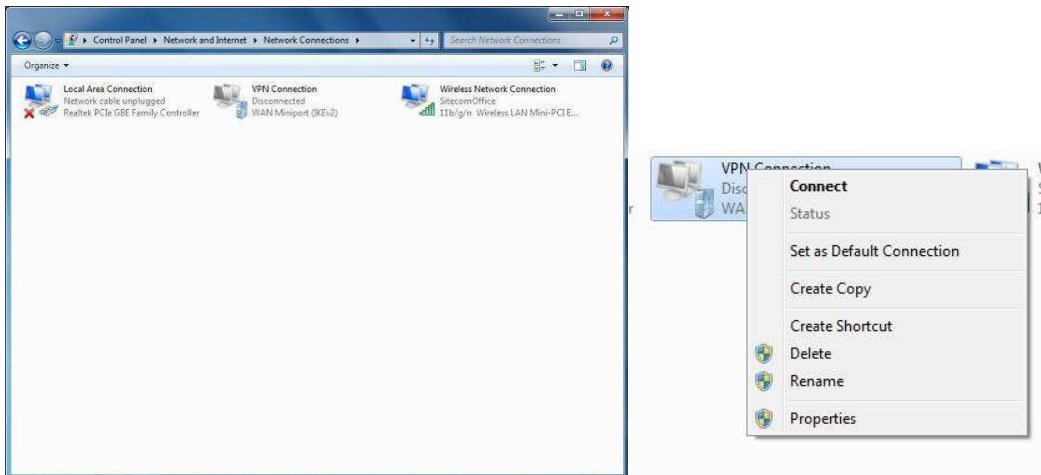 Control Panel ▸ Network and Internet ▸ Network Connections ▸
Search Network Connections
Organize
Local Area Connection
Network cable unplugged
Realtek PCIe GBE Family Controller
VPN Connection
Disconnected
WAN Miniport (IKEv2)
Wireless Network Connection
SitecomOffice
11b/g/n Wireless LAN Mini-PCI E...
VPN Connection
Disc
WA
Connect
Status
Set as Default Connection
Create Copy
Create Shortcut
Delete
Rename
Properties